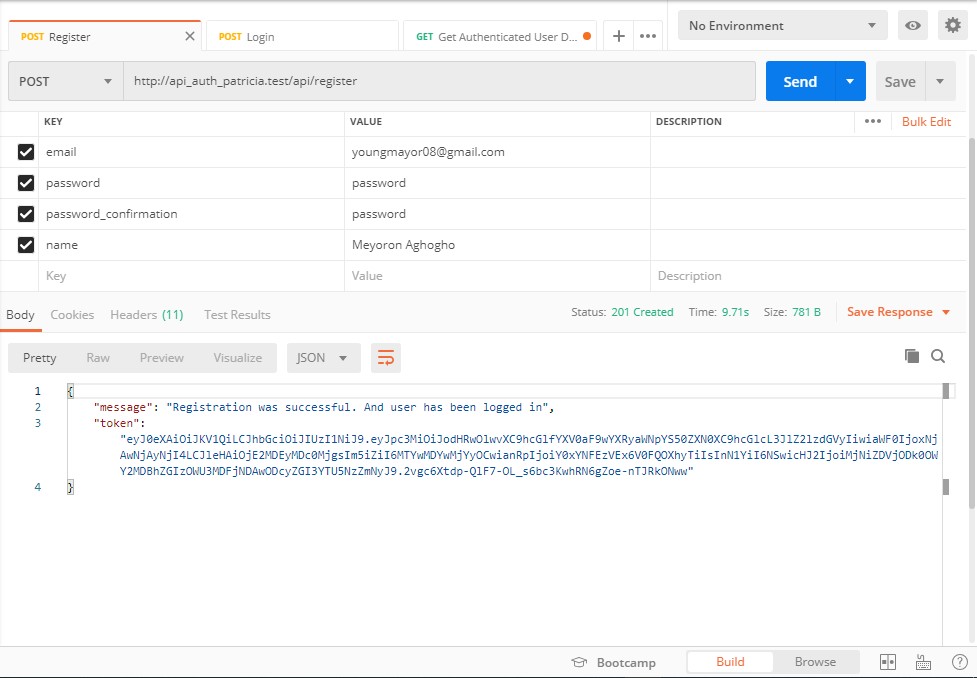 POST Register
POST Login
GET Get Authenticated User D...
No Environment
POST
http://api_auth_patricia.test/api/register
Send
Save
KEY VALUE DESCRIPTION Bulk Edit
email youngmayor08@gmail.com
password password
password_confirmation password
name Meyoron Aghogho
Key Value Description
Body Cookies Headers (11) Test Results Status: 201 Created Time: 9.71s Size: 781 B Save Response
Pretty Raw Preview Visualize JSON
1 {
2 "message": "Registration was successful. And user has been logged in",
3 "token":
"eyJ0eXAiOiJKV1QiLCJhbGciOiJIUzI1NiJ9.eyJpc3MiOiJodHRwOlwvXC9hcGlfYXV0aF9wYXRyaWNpYS50ZXN0XC9hcGlcL3JlZ2lzdGVyIiwiaWF0IjoxNj
AwNjAyNjI4LCJleHAiOjE2MDEyMDc0MjgsIm5iZiI6MTYwMDYwMjYyOCwianRpIjoiY0xYNFEzVEx6V0FQOXhyTiIsInN1YiI6NSwicHJ2IjoiMjNiZDVjODk0OW
Y2MDBhZGIzOWU3MDFjNDAwODcyZGI3YTU5NzZmNyJ9.2vgc6Xtdp-QlF7-OL_s6bc3KwhRN6gZoe-nTJRkONww"
4 }
Bootcamp Build Browse